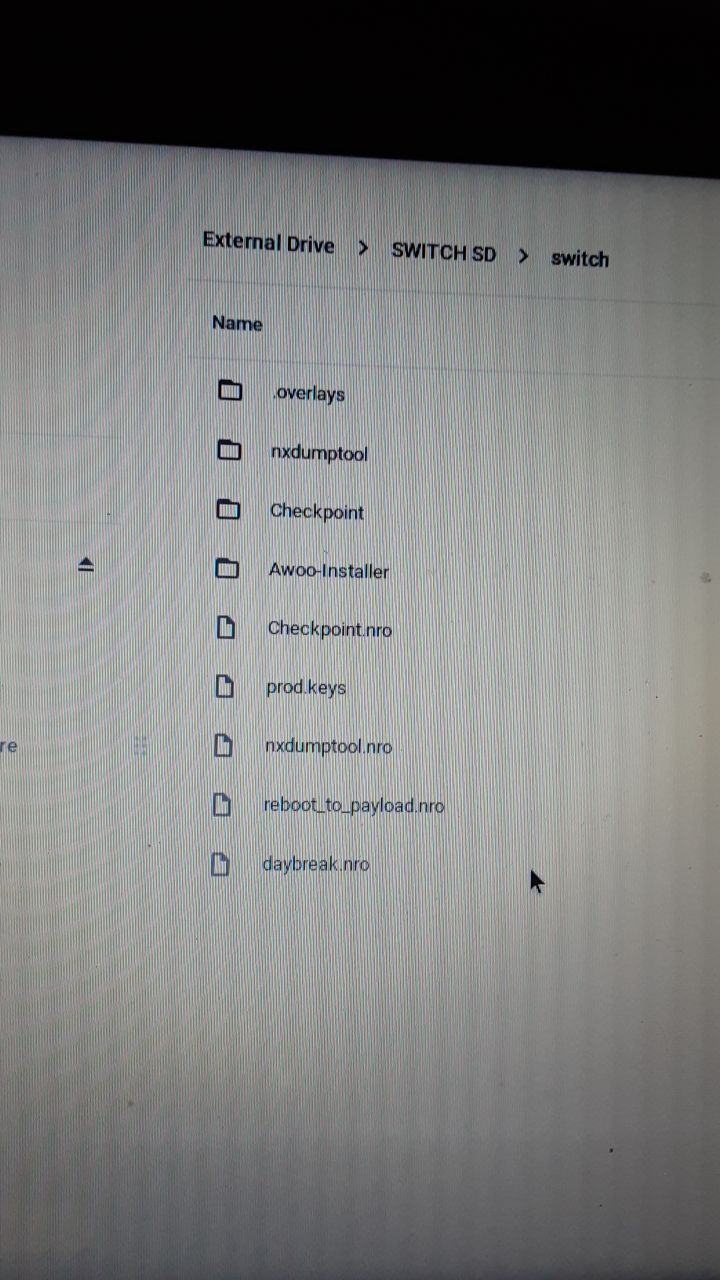 External Drive > SWITCH SD > switch
Name
.overlays
nxdumptool
Checkpoint
Awoo-Installer
Checkpoint.nro
prod.keys
re
nxdumptool.nro
reboot_to_payload.nro
daybreak.nro